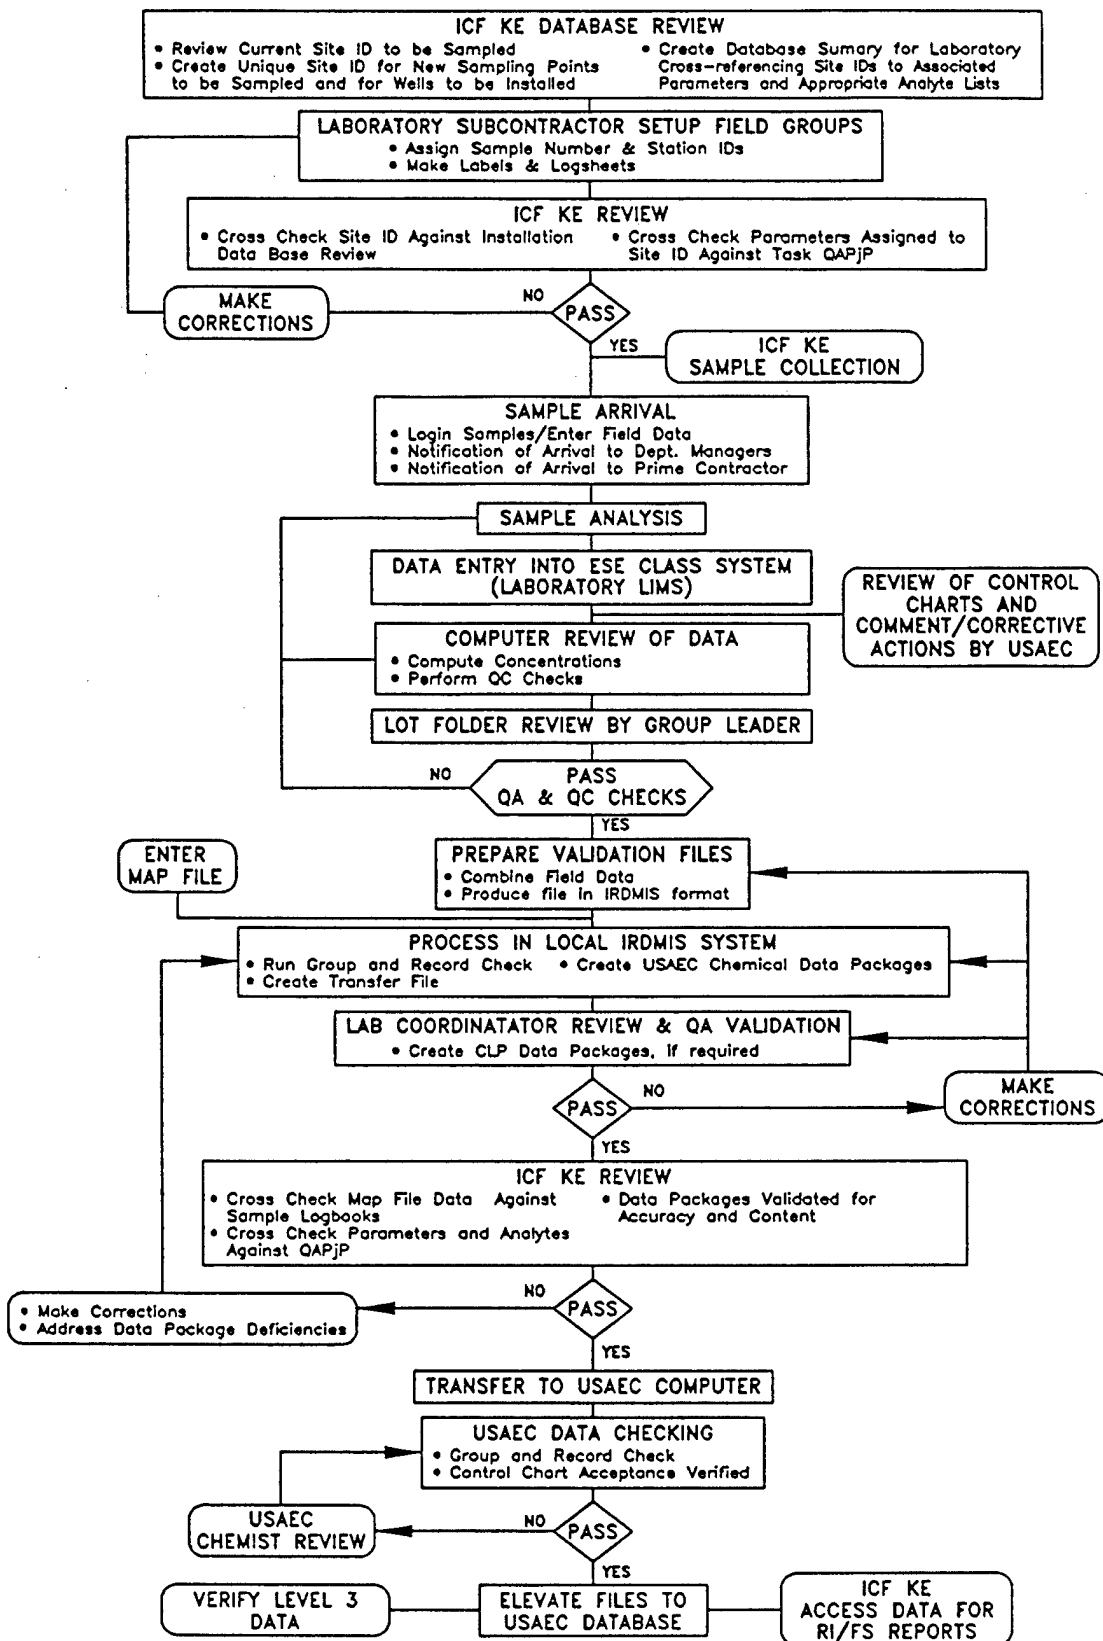 ICF KE DATABASE REVIEW
• Review Current Site ID to be Sampled
• Create Unique Site ID for New Sampling Points
to be Sampled and for Wells to be Installed
• Create Database Sumary for Laboratory
Cross-referencing Site IDs to Associated
Parameters and Appropriate Analyte Lists
LABORATORY SUBCONTRACTOR SETUP FIELD GROUPS
• Assign Sample Number & Station IDs
• Make Labels & Logsheets
ICF KE REVIEW
• Cross Check Site ID Against Installation
Data Base Review
• Cross Check Parameters Assigned to
Site ID Against Task QAPjP
MAKE
CORRECTIONS
NO
PASS
YES
ICF KE
SAMPLE COLLECTION
SAMPLE ARRIVAL
• Login Samples/Enter Field Data
• Notification of Arrival to Dept. Managers
• Notification of Arrival to Prime Contractor
SAMPLE ANALYSIS
DATA ENTRY INTO ESE CLASS SYSTEM
(LABORATORY LIMS)
REVIEW OF CONTROL
CHARTS AND
COMMENT/CORRECTIVE
ACTIONS BY USAEC
COMPUTER REVIEW OF DATA
• Compute Concentrations
• Perform QC Checks
LOT FOLDER REVIEW BY GROUP LEADER
NO
PASS
QA & QC CHECKS
YES
ENTER
MAP FILE
PREPARE VALIDATION FILES
• Combine Field Data
• Produce file in IRDMIS format
PROCESS IN LOCAL IRDMIS SYSTEM
• Run Group and Record Check
• Create Transfer File
• Create USAEC Chemical Data Packages
LAB COORDINATATOR REVIEW & QA VALIDATION
• Create CLP Data Packages, if required
PASS
NO
YES
MAKE
CORRECTIONS
ICF KE REVIEW
• Cross Check Map File Data Against
Sample Logbooks
• Cross Check Parameters and Analytes
Against QAPjP
• Data Packages Validated for
Accuracy and Content
NO
PASS
YES
• Make Corrections
• Address Data Package Deficiencies
TRANSFER TO USAEC COMPUTER
USAEC DATA CHECKING
• Group and Record Check
• Control Chart Acceptance Verified
USAEC
CHEMIST REVIEW
NO
PASS
YES
VERIFY LEVEL 3
DATA
ELEVATE FILES TO
USAEC DATABASE
ICF KE
ACCESS DATA FOR
RI/FS REPORTS